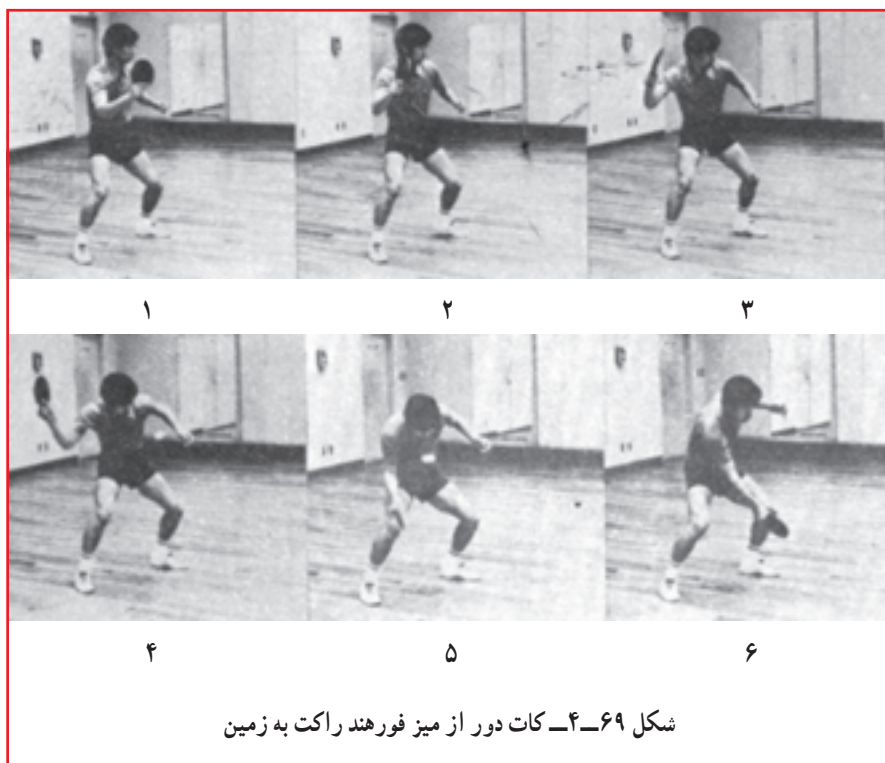 ۱ ۲ ۳
۴ ۵ ۶
شکل ۶۹ــ۴ــ کات دور از میز فورهند راکت به زمین